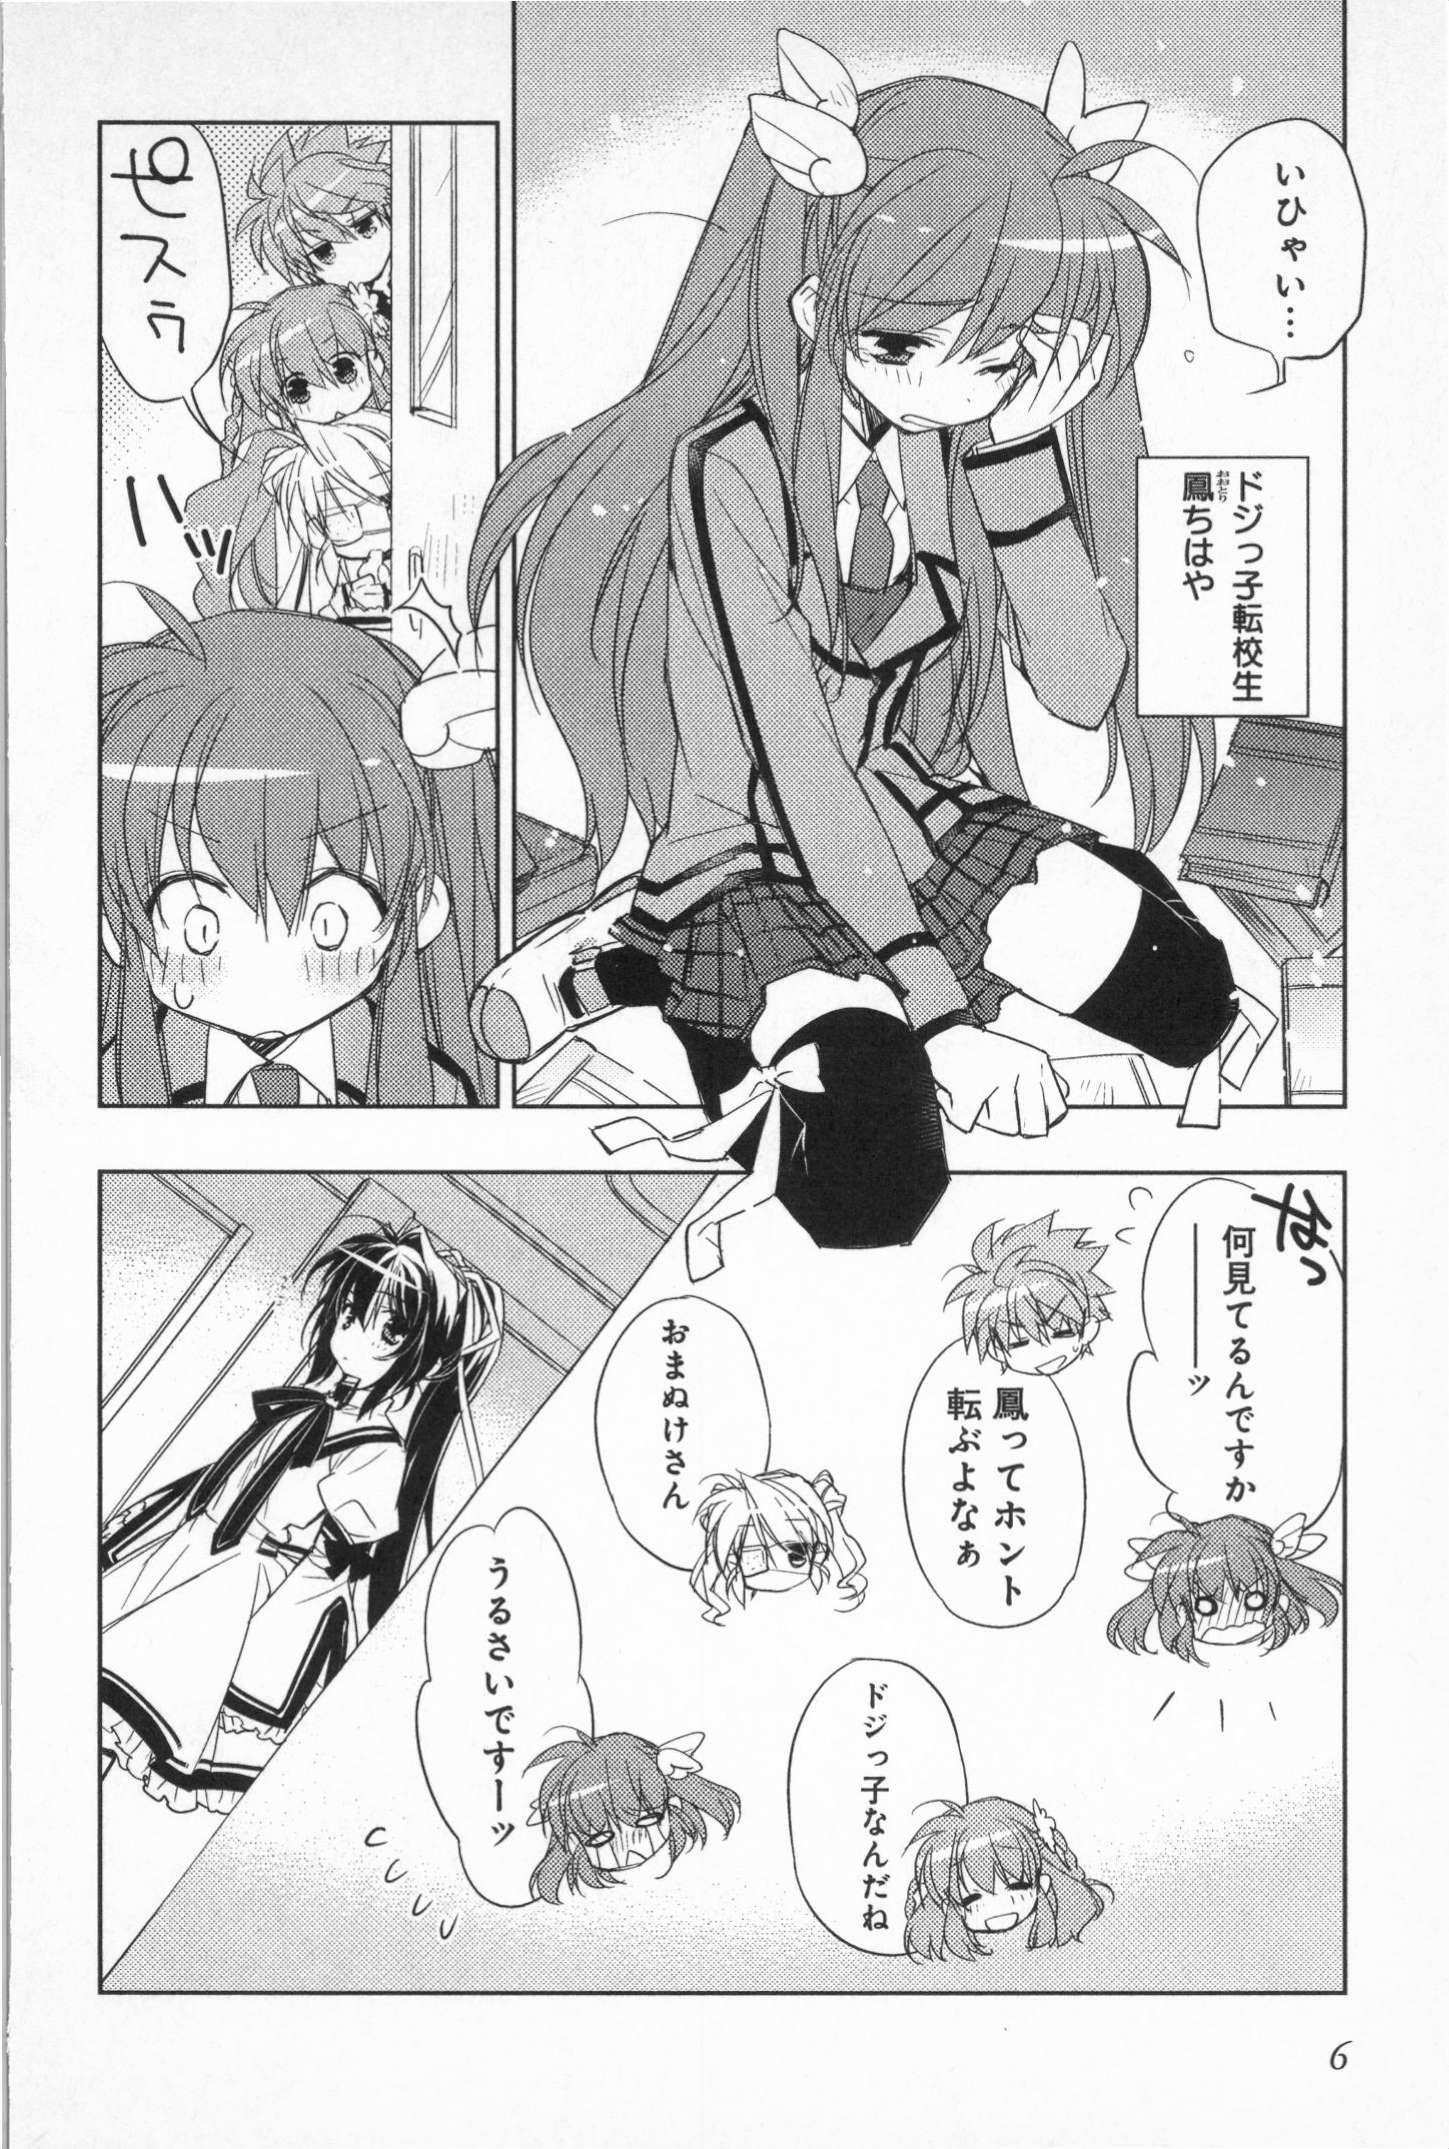 いひゃい…
ドジっ子転校生
鳳ちはや
おおとり
ピスラ
ハッ
なっ
何見てるんですか
───ッ
鳳ってホント
転ぶよなぁ
おまぬけさん
ドジっ子なんだね
うるさいですーッ
6